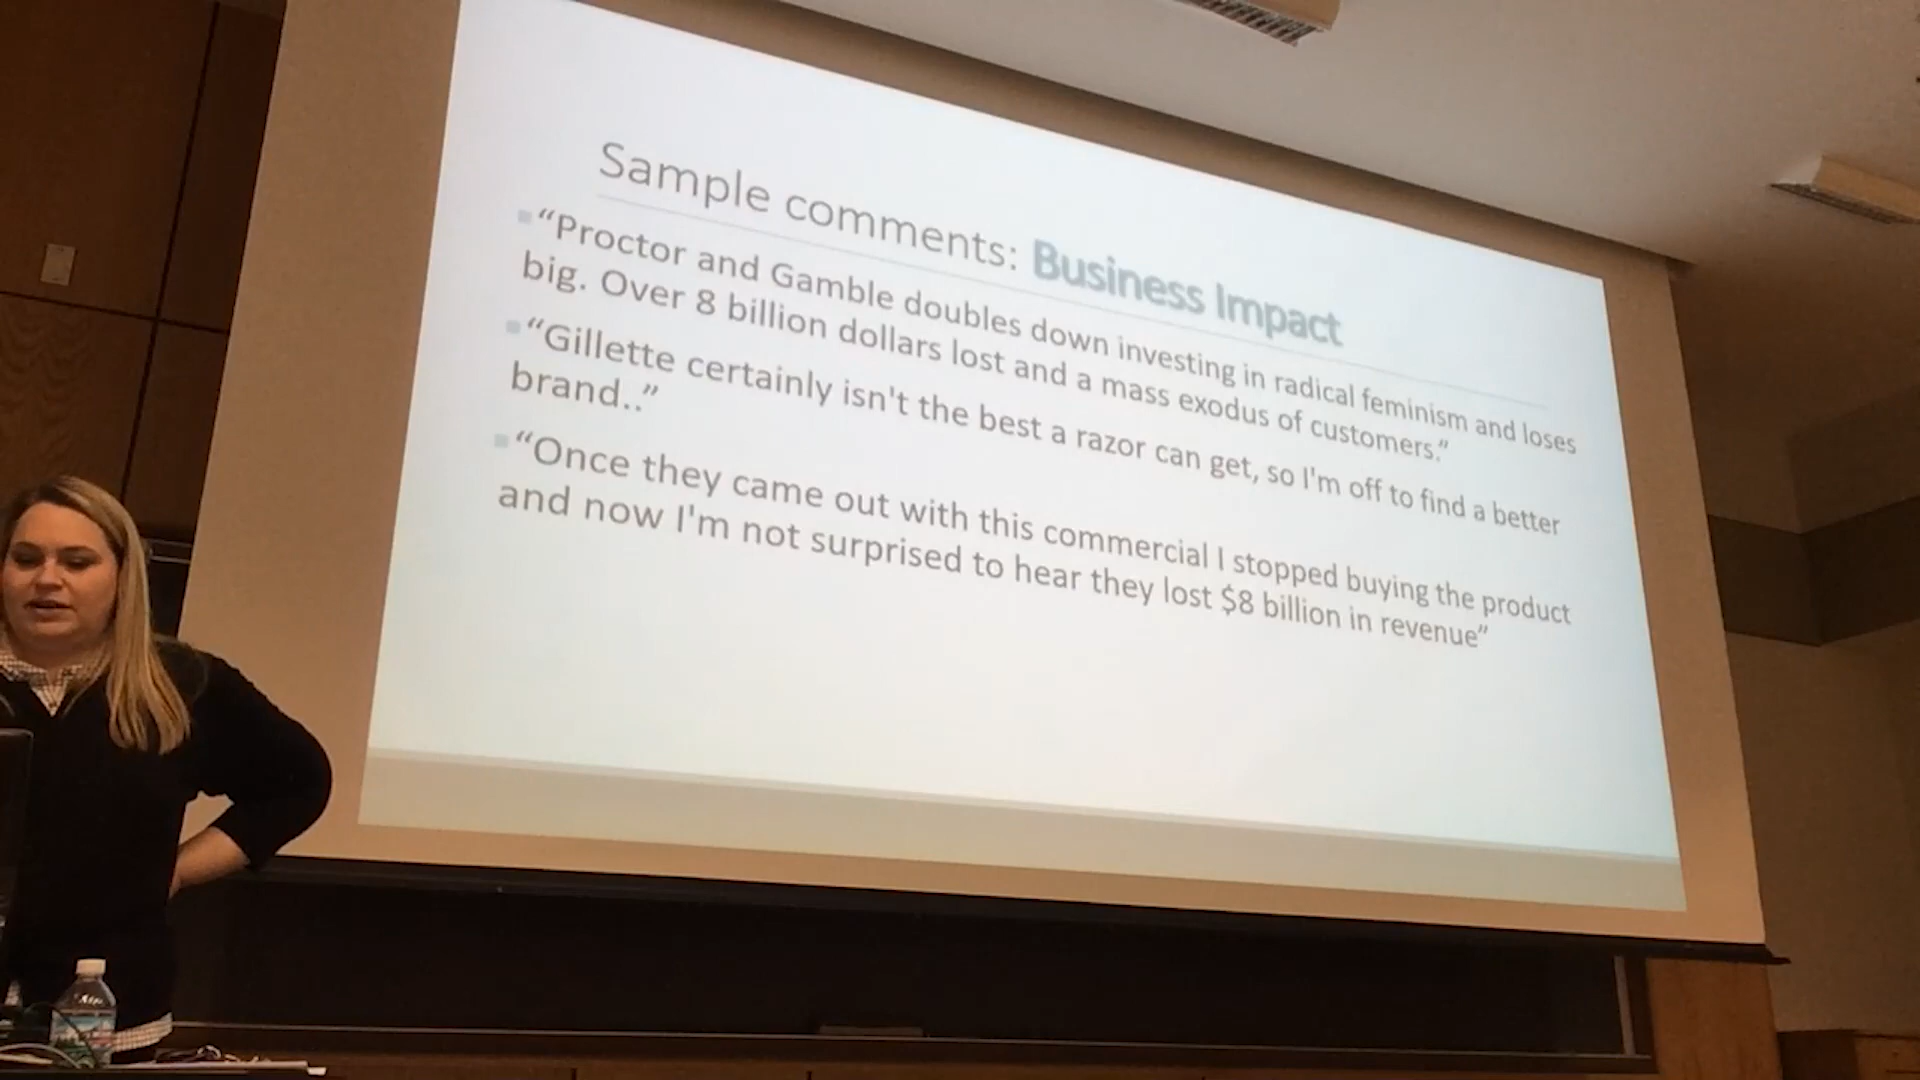 Sample comments: Business Impact
“Proctor and Gamble doubles down investing in radical feminism and loses
big. Over 8 billion dollars lost and a mass exodus of customers.”
“Gillette certainly isn't the best a razor can get, so I'm off to find a better
brand..”
“Once they came out with this commercial I stopped buying the product
and now I'm not surprised to hear they lost $8 billion in revenue”